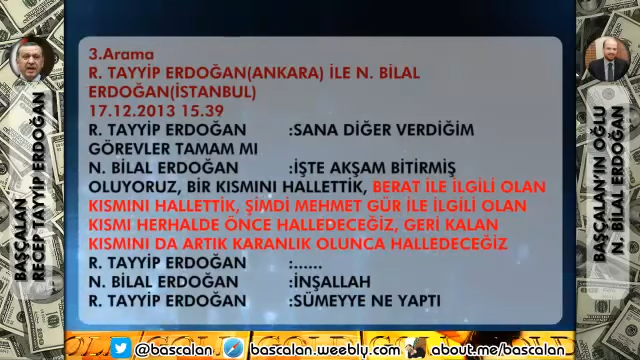 3.Arama
R. TAYYİP ERDOĞAN(ANKARA) İLE N. BİLAL
ERDOĞAN(İSTANBUL)
17.12.2013 15.39
R. TAYYİP ERDOĞAN :SANA DİĞER VERDİĞİM
GÖREVLER TAMAM MI
N. BİLAL ERDOĞAN :İŞTE AKŞAM BİTİRMİŞ
OLUYORUZ, BİR KISMINI HALLETTİK, BERAT İLE İLGİLİ OLAN
KISMINI HALLETTİK, ŞİMDİ MEHMET GÜR İLE İLGİLİ OLAN
KISMI HERHALDE ÖNCE HALLEDECEĞİZ, GERİ KALAN
KISMINI DA ARTIK KARANLIK OLUNCA HALLEDECEĞİZ
R. TAYYİP ERDOĞAN :......
N. BİLAL ERDOĞAN :İNŞALLAH
R. TAYYİP ERDOĞAN :SÜMEYYE NE YAPTI
BAŞÇALAN
RECEP TAYYİP ERDOĞAN
BAŞÇALAN'IN OĞLU
N. BİLAL ERDOĞAN
@bascalan bascalan.weebly.com about.me/bascalan